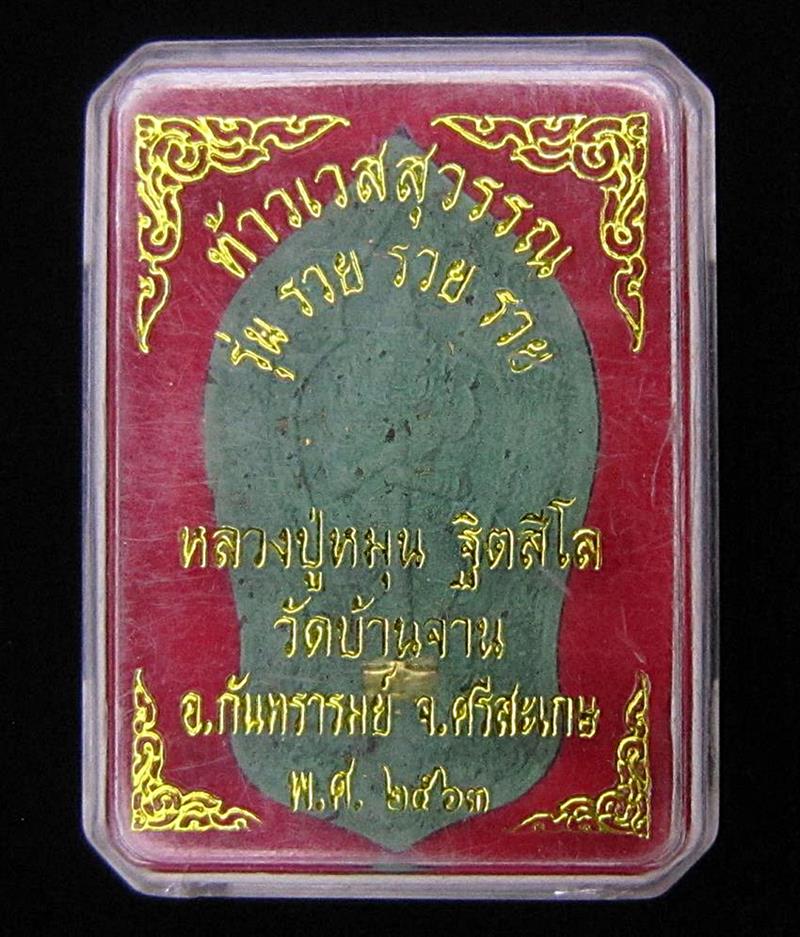 ท้าวเวสสุวรรณ
รุ่น รวย รวย รวย
หลวงปู่หมุน ฐิตสีโล
วัดบ้านจาน
อ.กันทรารมย์ จ.ศรีสะเกษ
พ.ศ. ๒๕๖๓